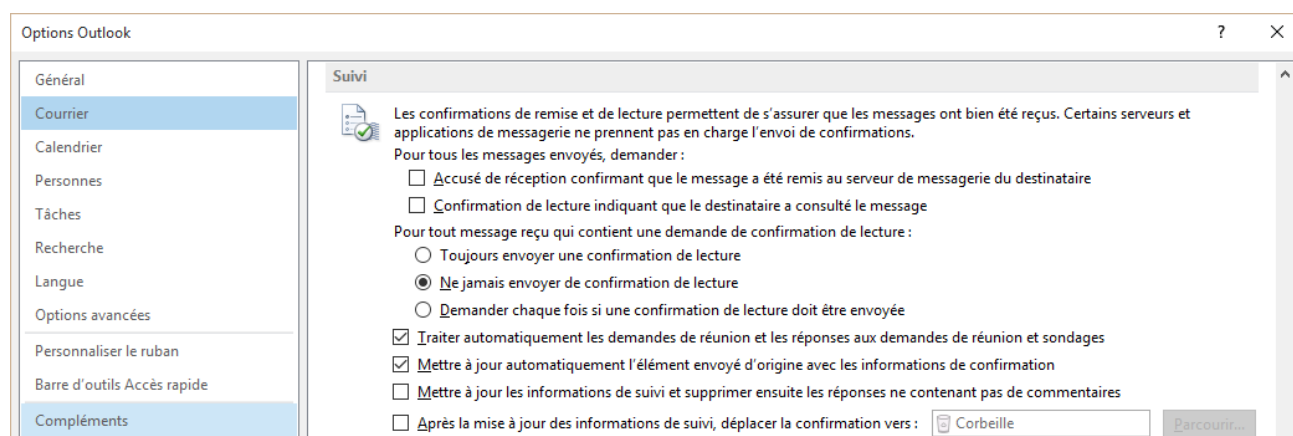 Options Outlook
?
Général
Courrier
Calendrier
Personnes
Tâches
Recherche
Langue
Options avancées
Personnaliser le ruban
Barre d'outils Accès rapide
Compléments
Suivi
Les confirmations de remise et de lecture permettent de s'assurer que les messages ont bien été reçus. Certains serveurs et
applications de messagerie ne prennent pas en charge l'envoi de confirmations.
Pour tous les messages envoyés, demander :
Accusé de réception confirmant que le message a été remis au serveur de messagerie du destinataire
Confirmation de lecture indiquant que le destinataire a consulté le message
Pour tout message reçu qui contient une demande de confirmation de lecture :
Toujours envoyer une confirmation de lecture
Ne jamais envoyer de confirmation de lecture
Demander chaque fois si une confirmation de lecture doit être envoyée
Traiter automatiquement les demandes de réunion et les réponses aux demandes de réunion et sondages
Mettre à jour automatiquement l'élément envoyé d'origine avec les informations de confirmation
Mettre à jour les informations de suivi et supprimer ensuite les réponses ne contenant pas de commentaires
Après la mise à jour des informations de suivi, déplacer la confirmation vers : Corbeille Parcourir...